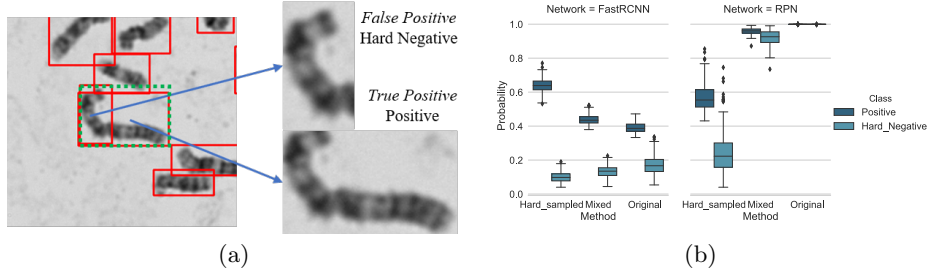 False Positive
Hard Negative
True Positive
Positive
(a)
Network = FastRCNN
Network = RPN
1.0
0.8
0.6
0.4
0.2
0.0
Probability
Hard_sampled Mixed Original
Method
Hard_sampled Mixed Original
Method
Class
Positive
Hard_Negative
(b)